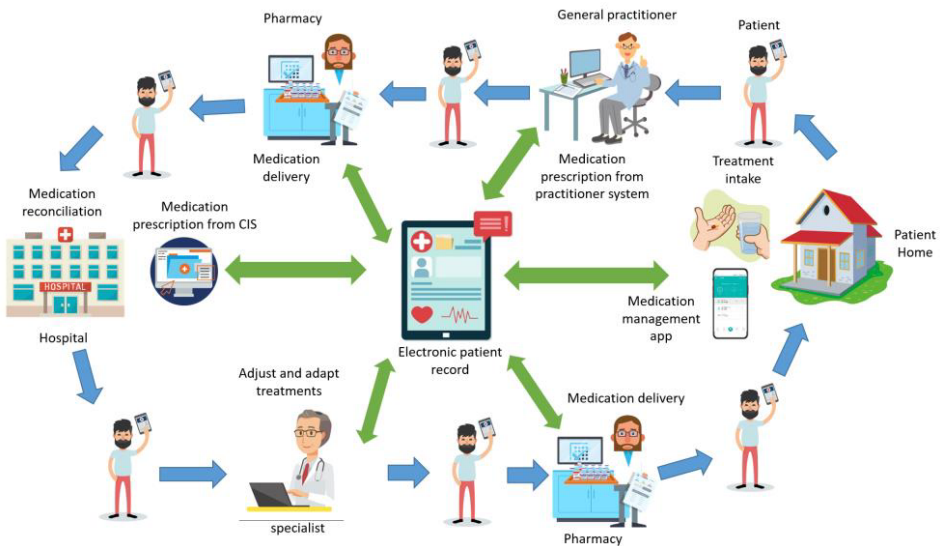 Pharmacy
General practitioner
Patient
Medication
delivery
Medication
prescription from
practitioner system
Treatment
intake
Medication
reconciliation
Medication
prescription from CIS
HOSPITAL
Hospital
Patient
Home
Medication
management
app
Electronic patient
record
Adjust and adapt
treatments
Medication delivery
specialist
Pharmacy